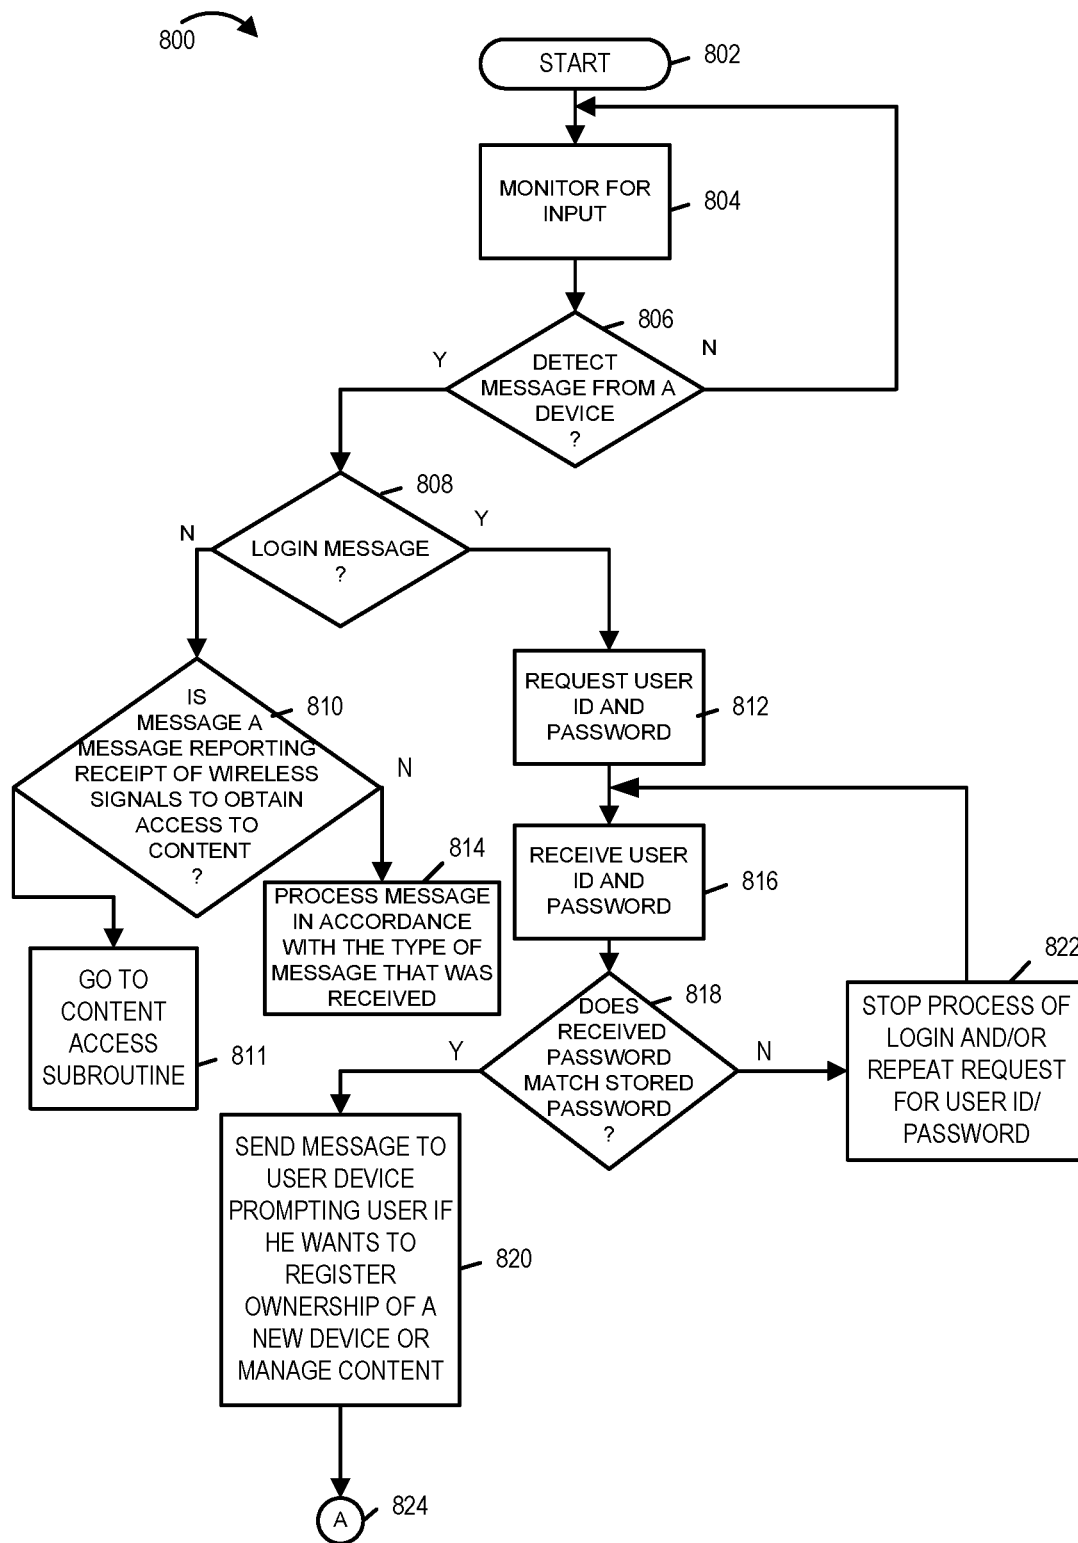 800
START
802
MONITOR FOR
INPUT
804
806
DETECT
MESSAGE FROM A
DEVICE
?
Y
N
808
LOGIN MESSAGE
?
N
Y
810
IS
MESSAGE A
MESSAGE REPORTING
RECEIPT OF WIRELESS
SIGNALS TO OBTAIN
ACCESS TO
CONTENT
?
N
REQUEST USER
ID AND
PASSWORD
812
814
PROCESS MESSAGE
IN ACCORDANCE
WITH THE TYPE OF
MESSAGE THAT WAS
RECEIVED
RECEIVE USER
ID AND
PASSWORD
816
GO TO
CONTENT
ACCESS
SUBROUTINE
811
818
DOES
RECEIVED
PASSWORD
MATCH STORED
PASSWORD
?
Y
N
822
STOP PROCESS OF
LOGIN AND/OR
REPEAT REQUEST
FOR USER ID/
PASSWORD
SEND MESSAGE TO
USER DEVICE
PROMPTING USER IF
HE WANTS TO
REGISTER
OWNERSHIP OF A
NEW DEVICE OR
MANAGE CONTENT
820
A
824